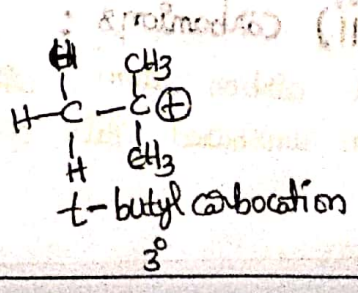 H CH3
H-C-C⊕
H CH3
t-butyl carbocation
3°